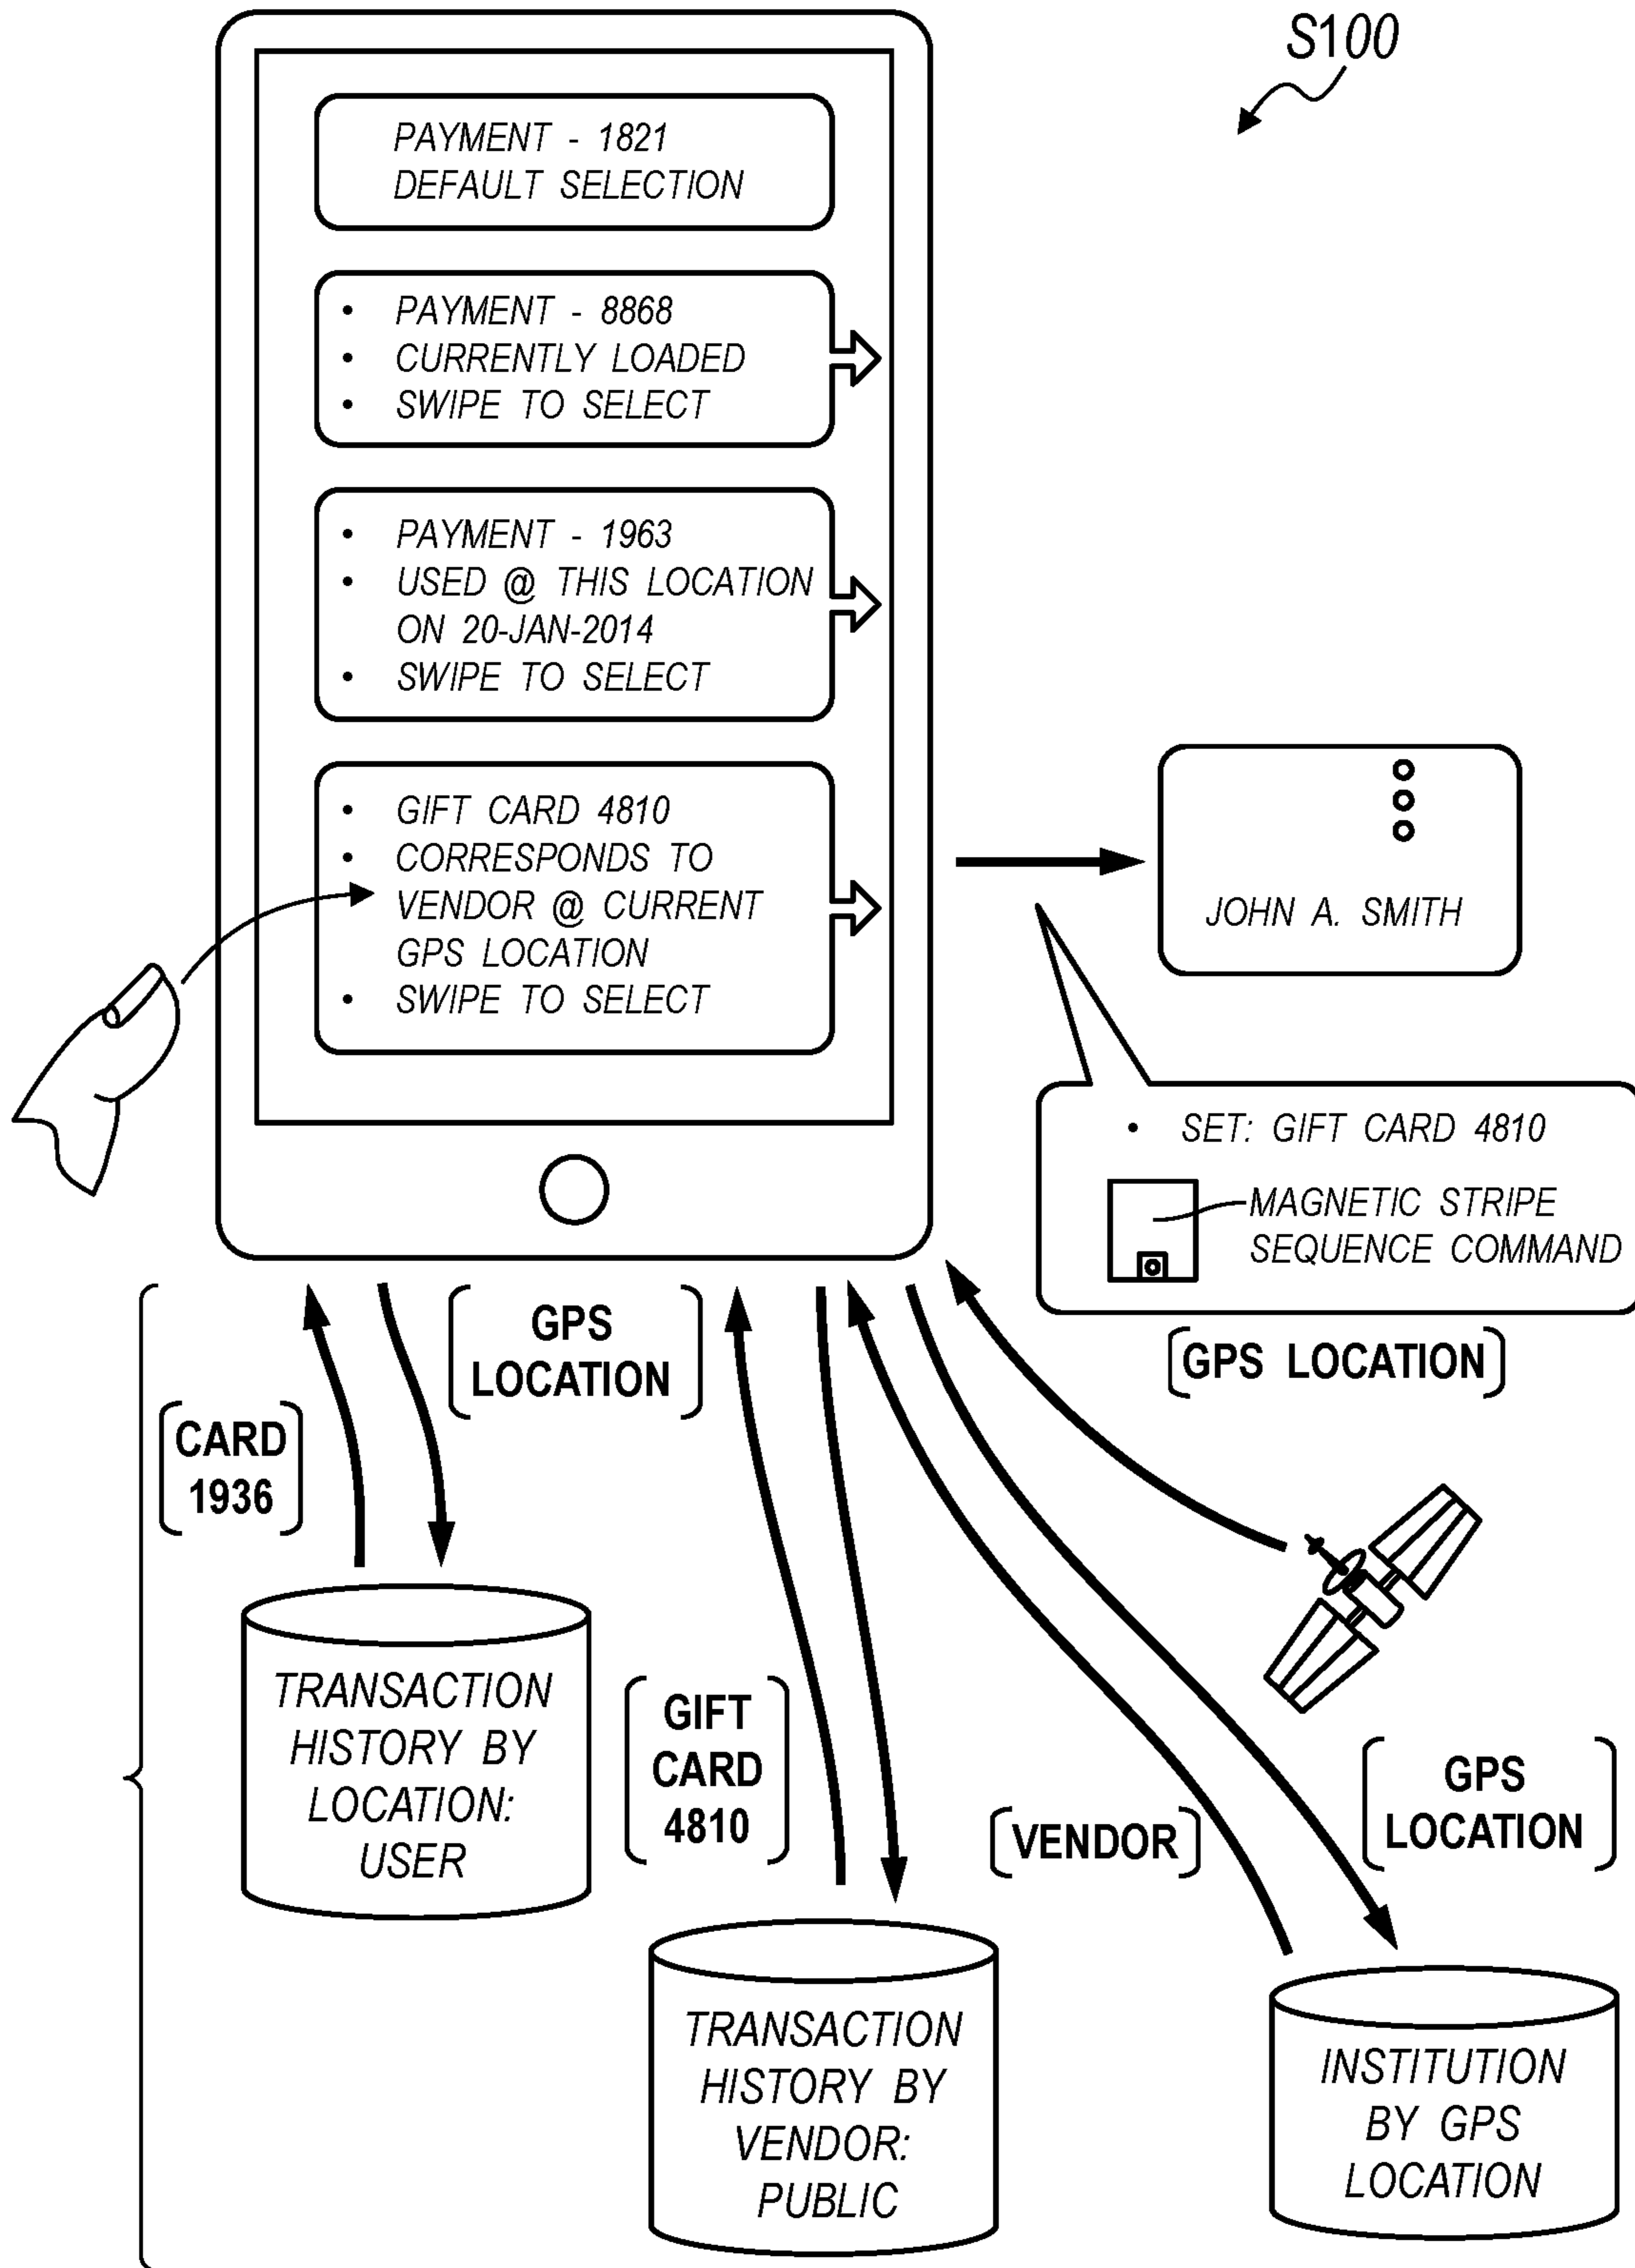 S100
PAYMENT - 1821
DEFAULT SELECTION
• PAYMENT - 8868
• CURRENTLY LOADED
• SWIPE TO SELECT
• PAYMENT - 1963
• USED @ THIS LOCATION
ON 20-JAN-2014
• SWIPE TO SELECT
• GIFT CARD 4810
• CORRESPONDS TO
VENDOR @ CURRENT
GPS LOCATION
• SWIPE TO SELECT
JOHN A. SMITH
• SET: GIFT CARD 4810
MAGNETIC STRIPE
SEQUENCE COMMAND
GPS
LOCATION
GPS LOCATION
CARD
1936
TRANSACTION
HISTORY BY
LOCATION:
USER
GIFT
CARD
4810
VENDOR
GPS
LOCATION
TRANSACTION
HISTORY BY
VENDOR:
PUBLIC
INSTITUTION
BY GPS
LOCATION